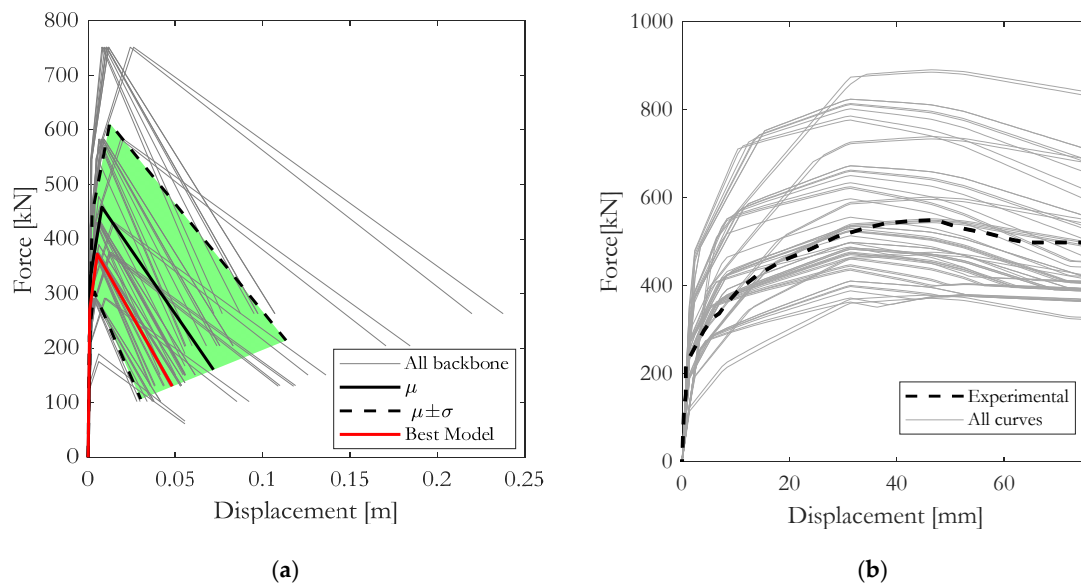 800
700
600
500
400
300
200
100
0
Force [kN]
0
0.05
0.1
0.15
0.2
0.25
Displacement [m]
All backbone
μ
μ±σ
Best Model
(a)
1000
800
600
400
200
0
Force[kN]
0
20
40
60
Displacement [mm]
Experimental
All curves
(b)